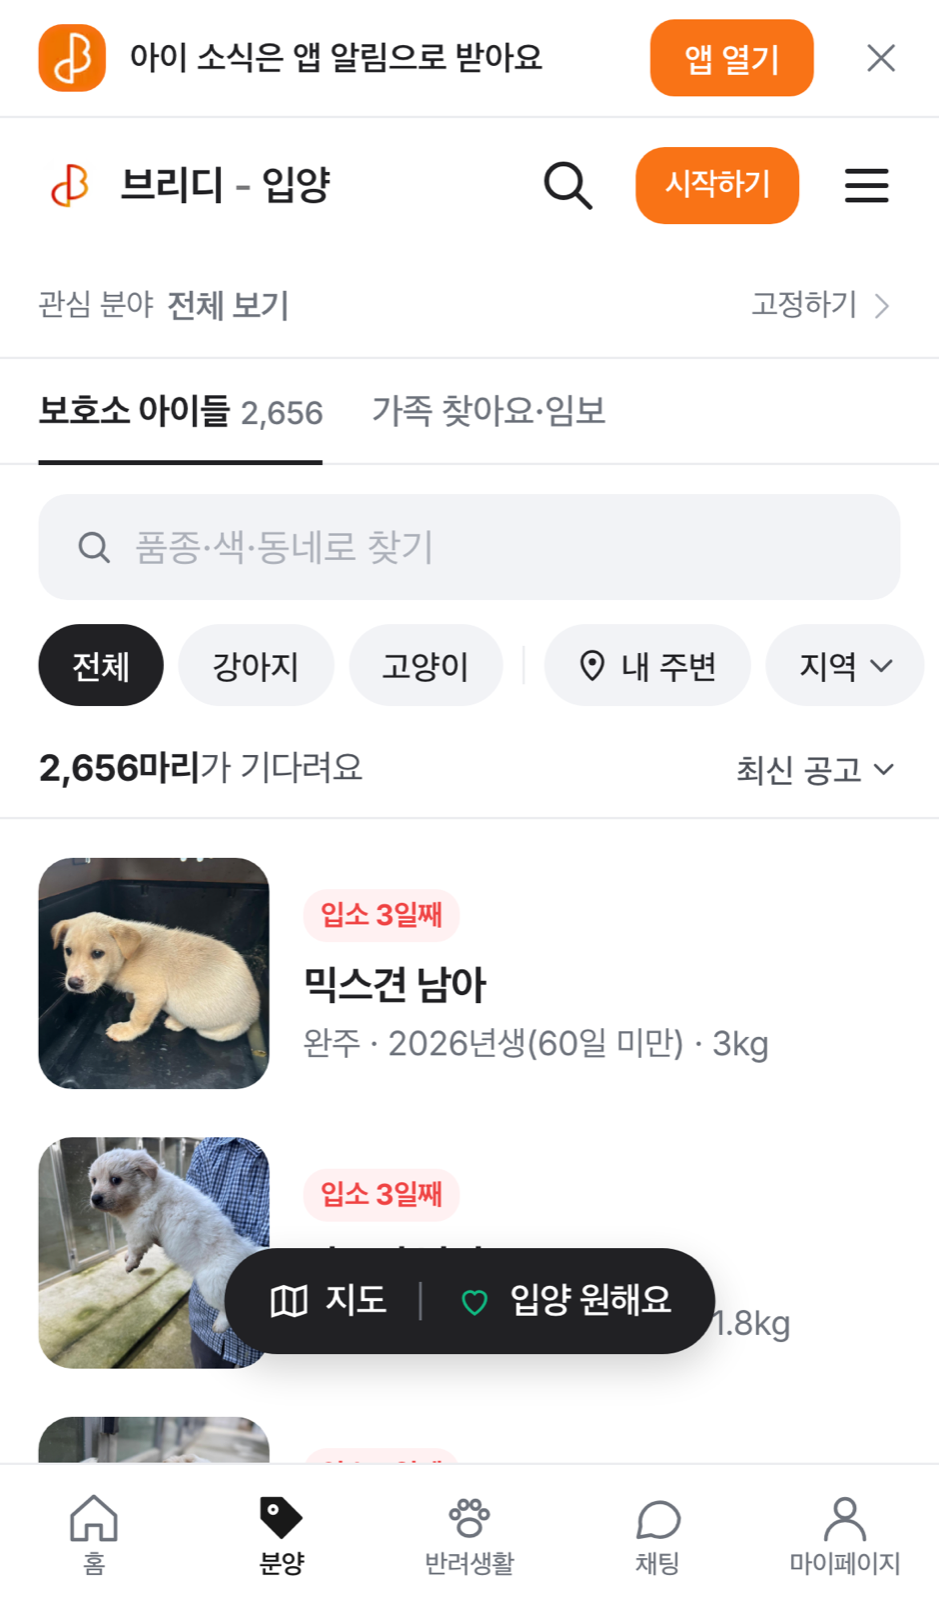 아이 소식은 앱 알림으로 받아요
앱 열기
브리디 - 입양
시작하기
관심 분야 전체 보기
고정하기
보호소 아이들 2,656
가족 찾아요·임보
품종·색·동네로 찾기
전체
강아지
고양이
내 주변
지역
2,656마리가 기다려요
최신 공고
입소 3일째
믹스견 남아
완주 · 2026년생(60일 미만) · 3kg
입소 3일째
1.8kg
지도
입양 원해요
홈
분양
반려생활
채팅
마이페이지